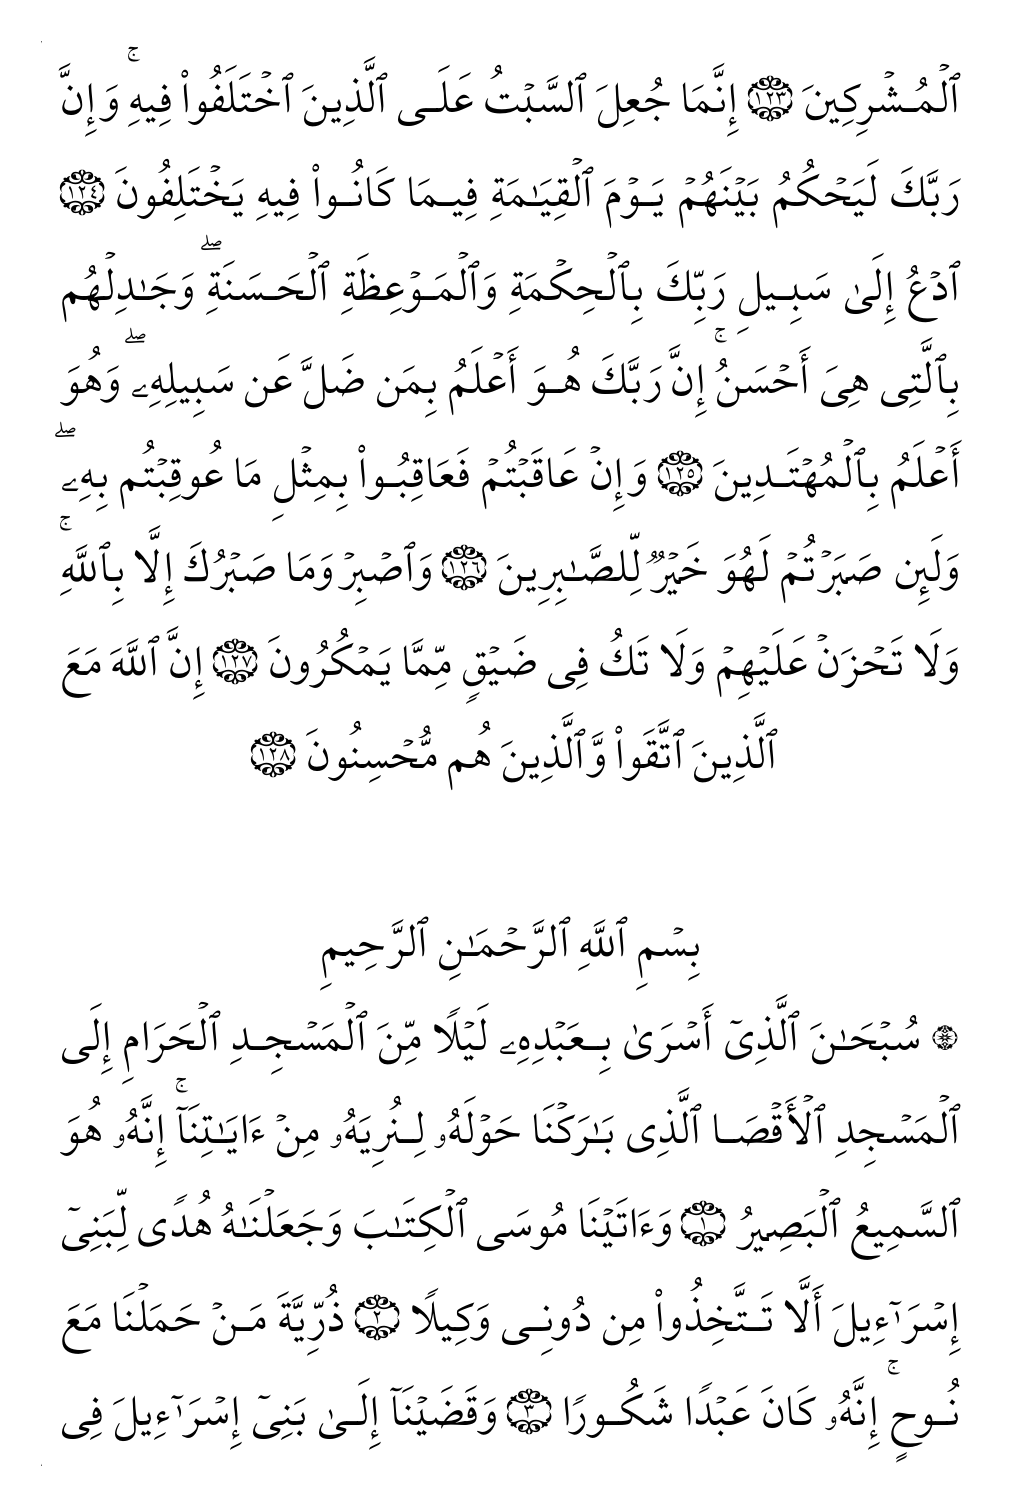 ٱلْمُشْرِكِينَ ١٢٣ إِنَّمَا جُعِلَ ٱلسَّبْتُ عَلَى ٱلَّذِينَ ٱخْتَلَفُوا۟ فِيهِ ۚ وَإِنَّ
رَبَّكَ لَيَحْكُمُ بَيْنَهُمْ يَوْمَ ٱلْقِيَـٰمَةِ فِيمَا كَانُوا۟ فِيهِ يَخْتَلِفُونَ ١٢٤
ٱدْعُ إِلَىٰ سَبِيلِ رَبِّكَ بِٱلْحِكْمَةِ وَٱلْمَوْعِظَةِ ٱلْحَسَنَةِ ۖ وَجَـٰدِلْهُم
بِٱلَّتِى هِىَ أَحْسَنُ ۚ إِنَّ رَبَّكَ هُوَ أَعْلَمُ بِمَن ضَلَّ عَن سَبِيلِهِۦ ۖ وَهُوَ
أَعْلَمُ بِٱلْمُهْتَدِينَ ١٢٥ وَإِنْ عَاقَبْتُمْ فَعَاقِبُوا۟ بِمِثْلِ مَا عُوقِبْتُم بِهِۦ ۖ
وَلَئِن صَبَرْتُمْ لَهُوَ خَيْرٌ لِّلصَّـٰبِرِينَ ١٢٦ وَٱصْبِرْ وَمَا صَبْرُكَ إِلَّا بِٱللَّهِ ۚ
وَلَا تَحْزَنْ عَلَيْهِمْ وَلَا تَكُ فِى ضَيْقٍ مِّمَّا يَمْكُرُونَ ١٢٧ إِنَّ ٱللَّهَ مَعَ
ٱلَّذِينَ ٱتَّقَوا۟ وَّٱلَّذِينَ هُم مُّحْسِنُونَ ١٢٨
بِسْمِ ٱللَّهِ ٱلرَّحْمَـٰنِ ٱلرَّحِيمِ
۞ سُبْحَـٰنَ ٱلَّذِىٓ أَسْرَىٰ بِعَبْدِهِۦ لَيْلًا مِّنَ ٱلْمَسْجِدِ ٱلْحَرَامِ إِلَى
ٱلْمَسْجِدِ ٱلْأَقْصَا ٱلَّذِى بَـٰرَكْنَا حَوْلَهُۥ لِنُرِيَهُۥ مِنْ ءَايَـٰتِنَآ ۚ إِنَّهُۥ هُوَ
ٱلسَّمِيعُ ٱلْبَصِيرُ ١ وَءَاتَيْنَا مُوسَى ٱلْكِتَـٰبَ وَجَعَلْنَـٰهُ هُدًى لِّبَنِىٓ
إِسْرَٰٓءِيلَ أَلَّا تَتَّخِذُوا۟ مِن دُونِى وَكِيلًا ٢ ذُرِّيَّةَ مَنْ حَمَلْنَا مَعَ
نُوحٍ ۚ إِنَّهُۥ كَانَ عَبْدًا شَكُورًا ٣ وَقَضَيْنَآ إِلَىٰ بَنِىٓ إِسْرَٰٓءِيلَ فِى